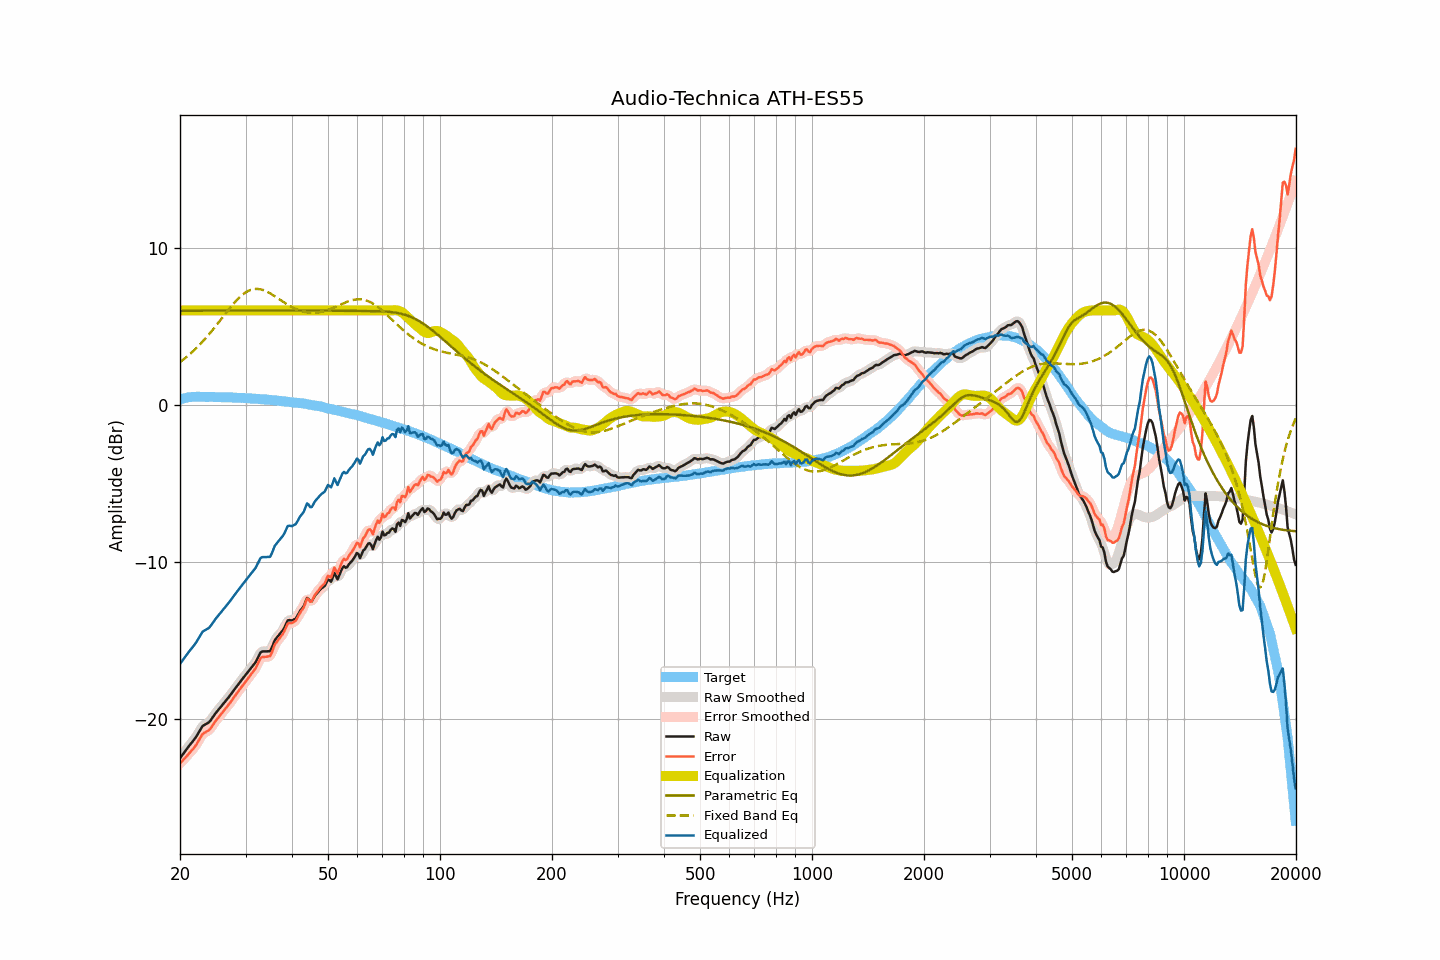 Audio-Technica ATH-ES55
Amplitude (dBr)
10
0
−10
−20
Target
Raw Smoothed
Error Smoothed
Raw
Error
Equalization
Parametric Eq
Fixed Band Eq
Equalized
20 50 100 200 500 1000 2000 5000 10000 20000
Frequency (Hz)